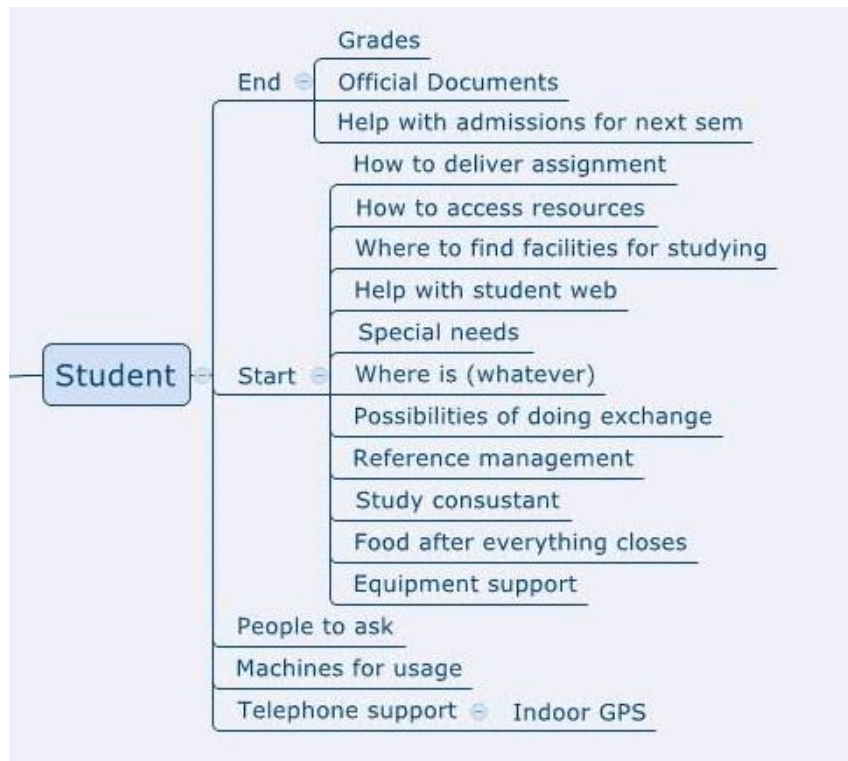 Student
End
Grades
Official Documents
Help with admissions for next sem
Start
How to deliver assignment
How to access resources
Where to find facilities for studying
Help with student web
Special needs
Where is (whatever)
Possibilities of doing exchange
Reference management
Study consustant
Food after everything closes
Equipment support
People to ask
Machines for usage
Telephone support
Indoor GPS